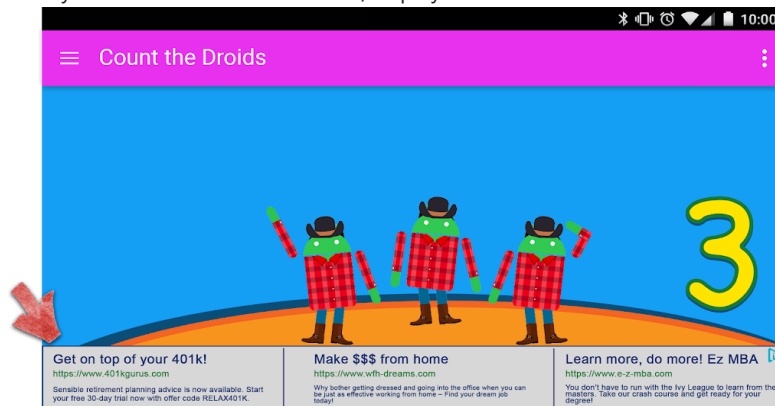 10:00
Count the Droids
3
Get on top of your 401k!
https://www.401kgurus.com
Sensible retirement planning advice is now available. Start
your free 30-day trial now with offer code RELAX401K.
Make $$$ from home
https://www.wfh-dreams.com
Why bother getting dressed and going into the office when you can
be just as effective working from home – Find your dream job
today!
Learn more, do more! Ez MBA
https://www.e-z-mba.com
You don't have to run with the Ivy League to learn from the
masters. Take our crash course and get ready for your
degree!